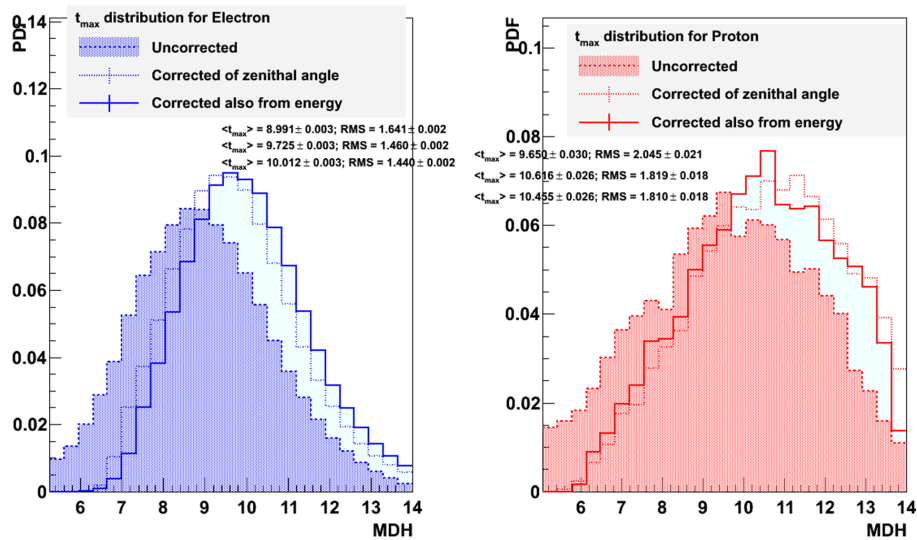 t_max distribution for Electron
Uncorrected
Corrected of zenithal angle
Corrected also from energy
<t_max> = 8.991± 0.003; RMS = 1.641± 0.002
<t_max> = 9.725± 0.003; RMS = 1.460± 0.002
<t_max> = 10.012± 0.003; RMS = 1.440± 0.002
PDF
0.14
0.12
0.1
0.08
0.06
0.04
0.02
0
6 7 8 9 10 11 12 13 14
MDH
t_max distribution for Proton
Uncorrected
Corrected of zenithal angle
Corrected also from energy
<t_max> = 9.650± 0.030; RMS = 2.045± 0.021
<t_max> = 10.616± 0.026; RMS = 1.819± 0.018
<t_max> = 10.455± 0.026; RMS = 1.810± 0.018
PDF
0.1
0.08
0.06
0.04
0.02
0
6 7 8 9 10 11 12 13 14
MDH